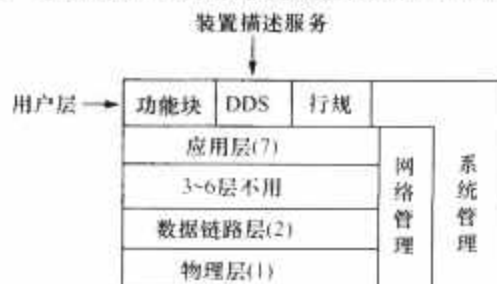 装置描述服务
用户层
功能块 DDS 行规
应用层(7)
3~6层不用
数据链路层(2)
物理层(1)
网络管理
系统管理